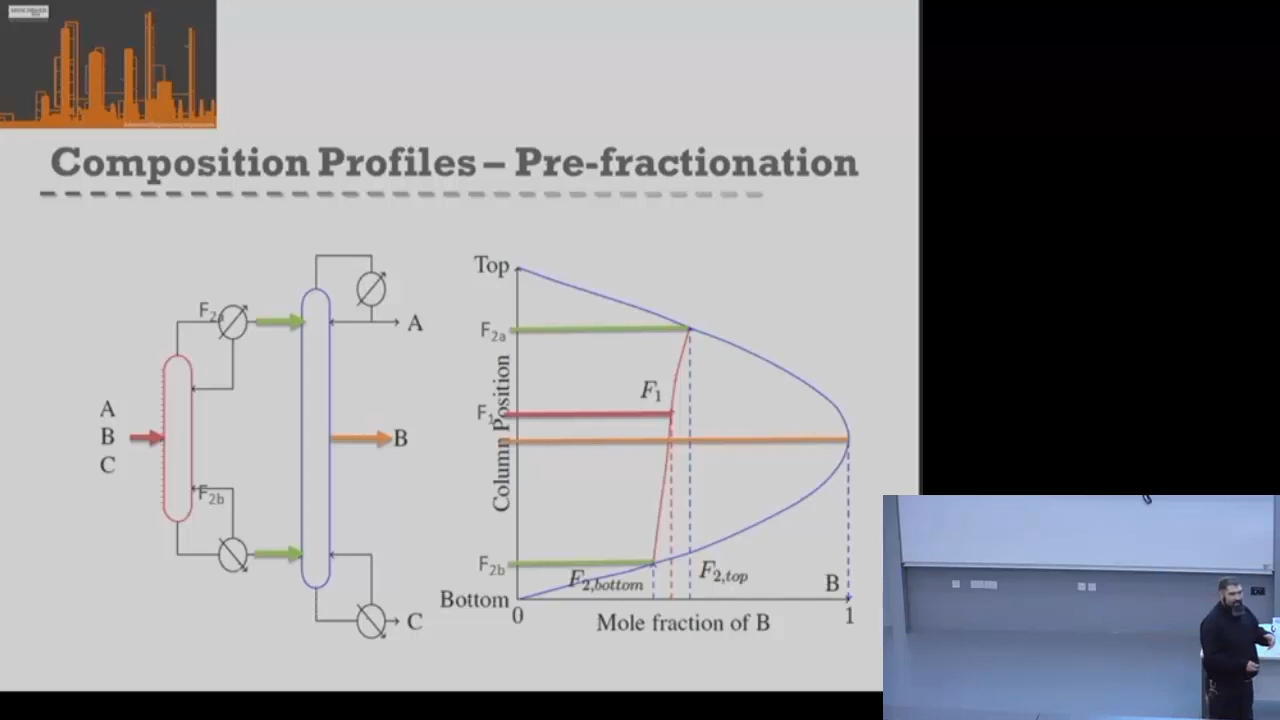 Composition Profiles – Pre-fractionation
F2a
A
B
C
F2b
A
B
C
Top
F2a
F1
F1
Column Position
F2b
F2,bottom
F2,top
B
Bottom
0
1
Mole fraction of B